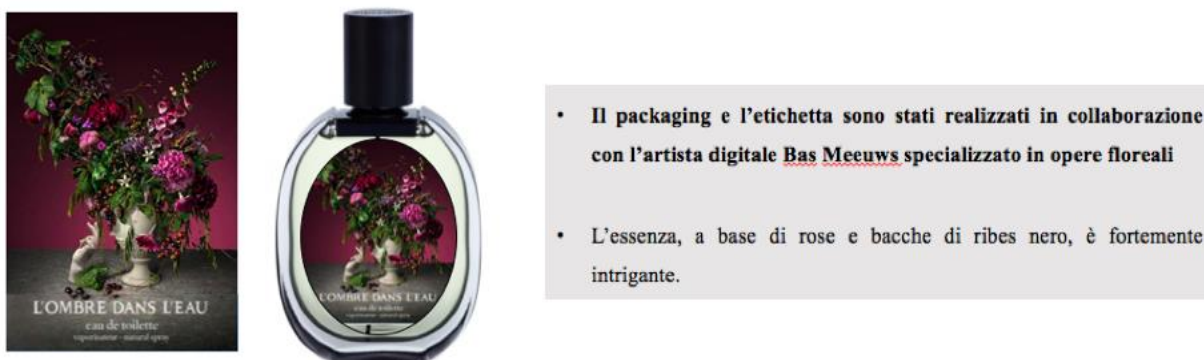 L'OMBRE DANS L'EAU
eau de toilette
vaporisateur - natural spray
L'OMBRE DANS L'EAU
eau de toilette
• Il packaging e l'etichetta sono stati realizzati in collaborazione
con l'artista digitale Bas Meeuws specializzato in opere floreali
• L'essenza, a base di rose e bacche di ribes nero, è fortemente
intrigante.